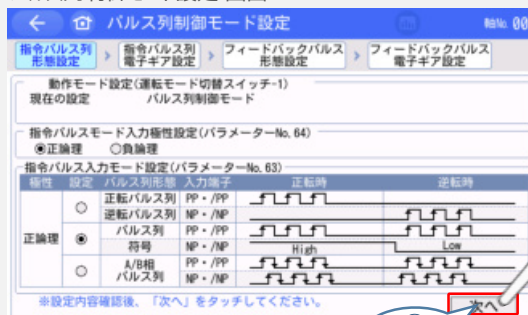 パルス列制御モード設定
軸No. 00
指令パルス列
形態設定
指令パルス列
電子ギア設定
フィードバックパルス
形態設定
フィードバックパルス
電子ギア設定
動作モード設定(運転モード切替スイッチ-1)
現在の設定 パルス列制御モード
指令パルスモード入力極性設定(パラメーターNo. 64)
◉正論理 ○負論理
指令パルス入力モード設定(パラメーターNo. 63)
極性 設定 パルス列形態 入力端子 正転時 逆転時
正転パルス列 PP・/PP
逆転パルス列 NP・/NP
正論理
パルス列 PP・/PP
符号 NP・/NP High Low
A/B相
パルス列
PP・/PP
NP・/NP
※設定内容確認後、「次へ」をタッチしてください。
次へ